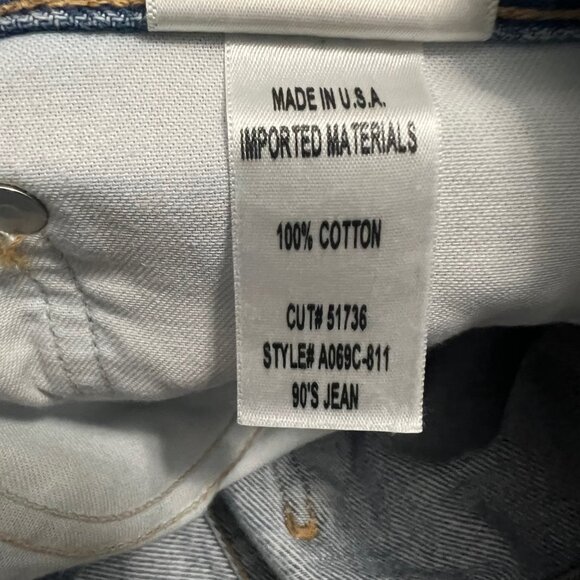 MADE IN U.S.A.
IMPORTED MATERIALS
100% COTTON
CUT# 51736
STYLE# A069C-811
90'S JEAN